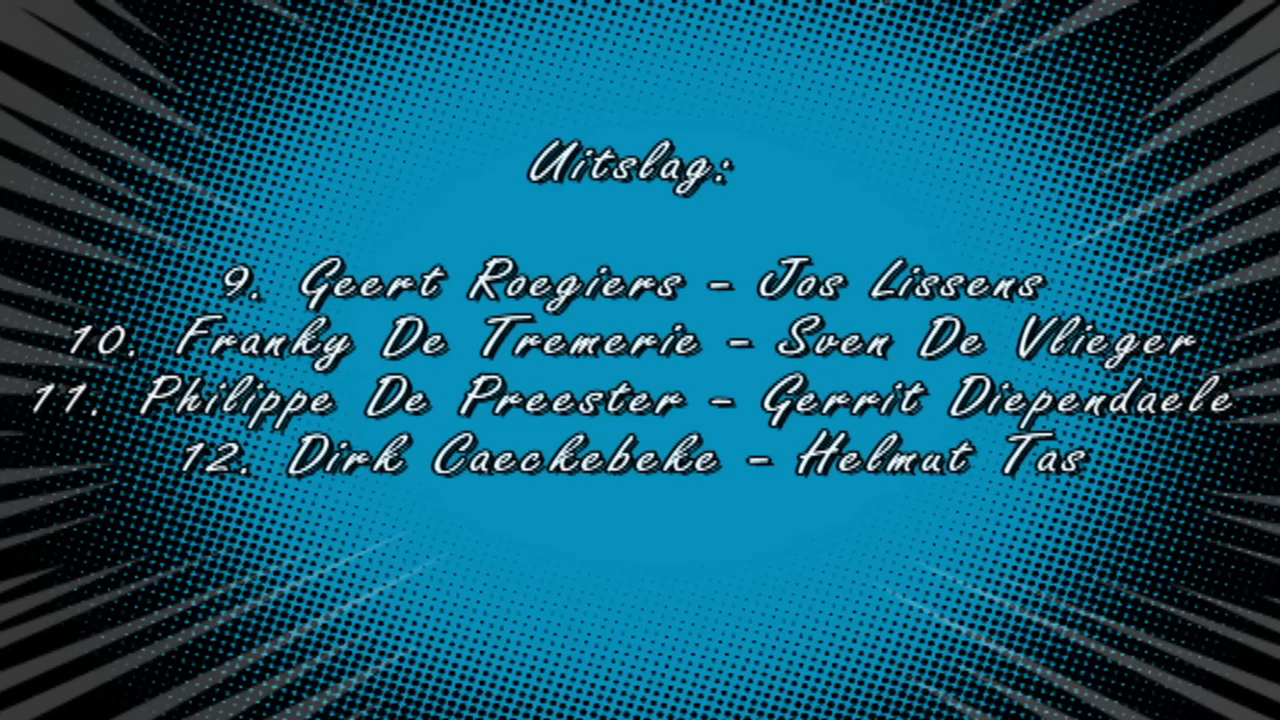 Uitslag:
9. Geert Roegiers - Jos Lissens
10. Franky De Tremerie - Sven De Vlieger
11. Philippe De Preester - Gerrit Diependaele
12. Dirk Caeckebeke - Helmut Tas